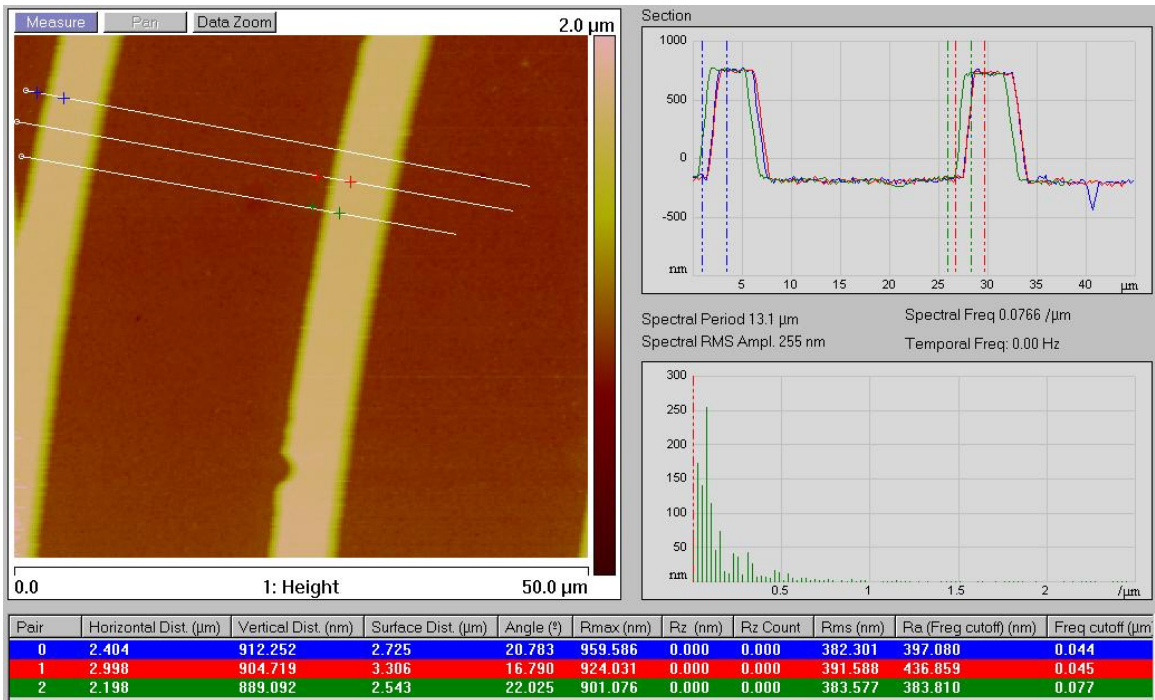 Measure Pan Data Zoom 2.0 µm
0.0 1: Height 50.0 µm
Section
1000
500
0
-500
nm
5 10 15 20 25 30 35 40 µm
Spectral Period 13.1 µm Spectral Freq 0.0766 /µm
Spectral RMS Ampl. 255 nm Temporal Freq: 0.00 Hz
300
250
200
150
100
50
nm
0.5 1 1.5 2 /µm
Pair Horizontal Dist. (µm) Vertical Dist. (nm) Surface Dist. (µm) Angle (º) Rmax (nm) Rz (nm) Rz Count Rms (nm) Ra (Freg cutoff) (nm) Freq cutoff (µm)
0 2.404 912.252 2.725 20.783 959.586 0.000 0.000 382.301 397.080 0.044
1 2.998 904.719 3.306 16.790 924.031 0.000 0.000 391.588 436.859 0.045
2 2.198 889.092 2.543 22.025 901.076 0.000 0.000 383.577 383.810 0.077